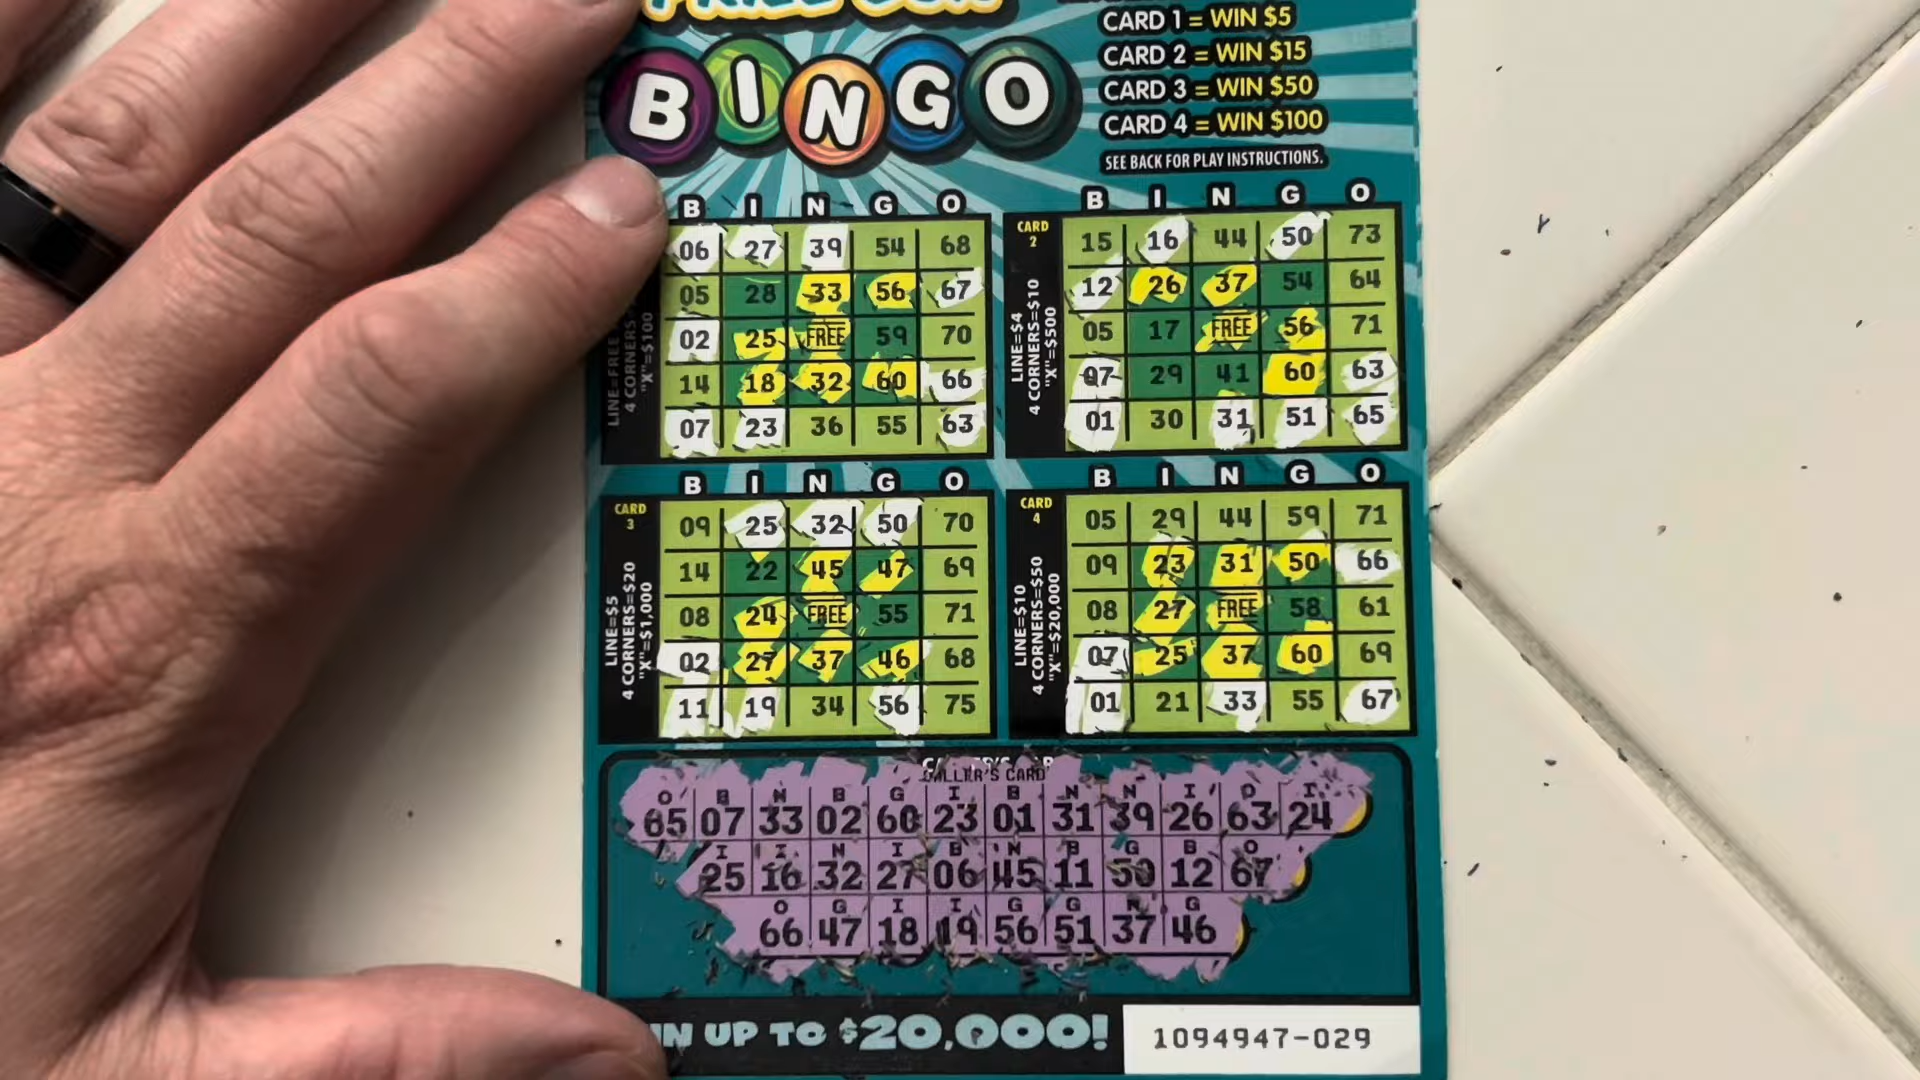 CARD 1 = WIN $5
CARD 2 = WIN $15
CARD 3 = WIN $50
CARD 4 = WIN $100
SEE BACK FOR PLAY INSTRUCTIONS.
BINGO
B I N G O
06 27 39 54 68
05 28 33 56 67
02 25 FREE 59 70
14 18 32 60 66
07 23 36 55 63
LINE=FREE
4 CORNERS=
"X"=$100
B I N G O
CARD 2
LINE=$4
4 CORNERS=$10
"X"=$500
15 16 44 50 73
12 26 37 54 64
05 17 FREE 56 71
07 29 41 60 63
01 30 31 51 65
B I N G O
CARD 3
LINE=$5
4 CORNERS=$20
"X"=$1,000
09 25 32 50 70
14 22 45 47 69
08 24 FREE 55 71
02 27 37 46 68
11 19 34 56 75
B I N G O
CARD 4
LINE=$10
4 CORNERS=$50
"X"=$20,000
05 29 44 59 71
09 23 31 50 66
08 27 FREE 58 61
07 25 37 60 69
01 21 33 55 67
CALLER'S CARD
O B N B G I B N N I O I
65 07 33 02 60 23 01 31 39 26 63 24
I I N I B N B G B O
25 16 32 27 06 45 11 50 12 67
O G I I G G N G
66 47 18 19 56 51 37 46
UP TO $20,000!
1094947-029